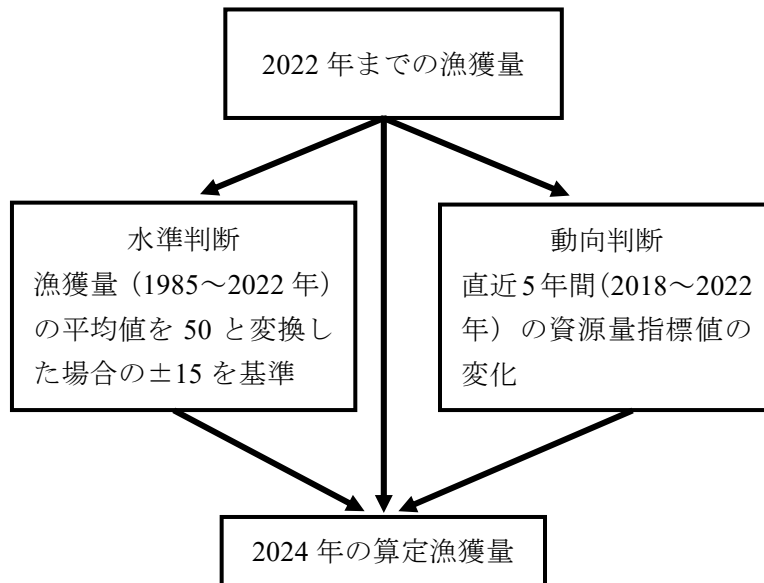 2022 年までの漁獲量
水準判断
漁獲量（1985～2022 年）
の平均値を 50 と変換し
た場合の±15 を基準
動向判断
直近 5 年間（2018～2022
年）の資源量指標値の
変化
2024 年の算定漁獲量